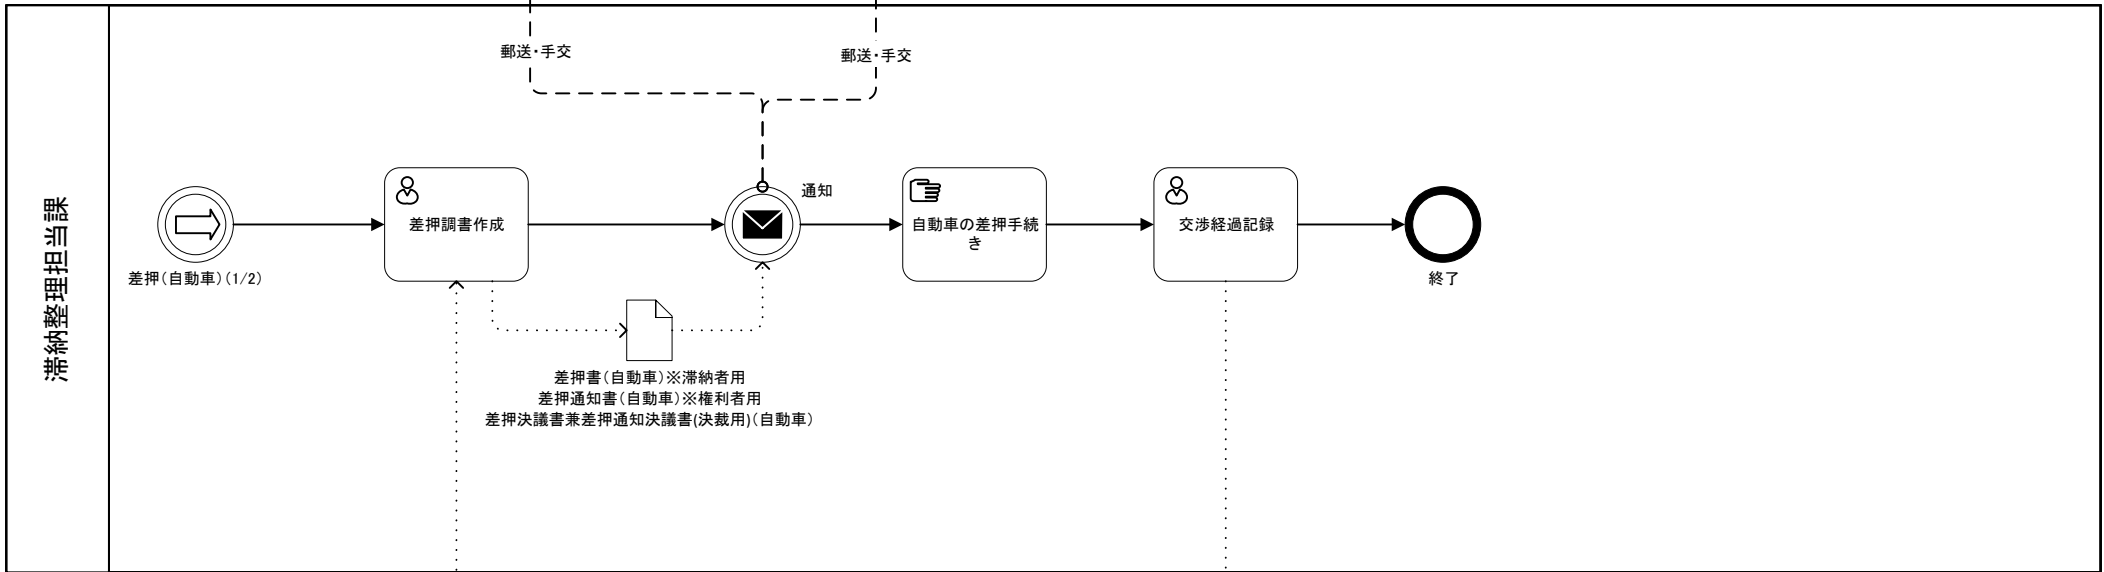 滞納整理担当課
郵送・手交
郵送・手交
差押(自動車)(1/2)
差押調書作成
通知
自動車の差押手続
き
交渉経過記録
終了
差押書(自動車)※滞納者用
差押通知書(自動車)※権利者用
差押決議書兼差押通知決議書(決裁用)(自動車)